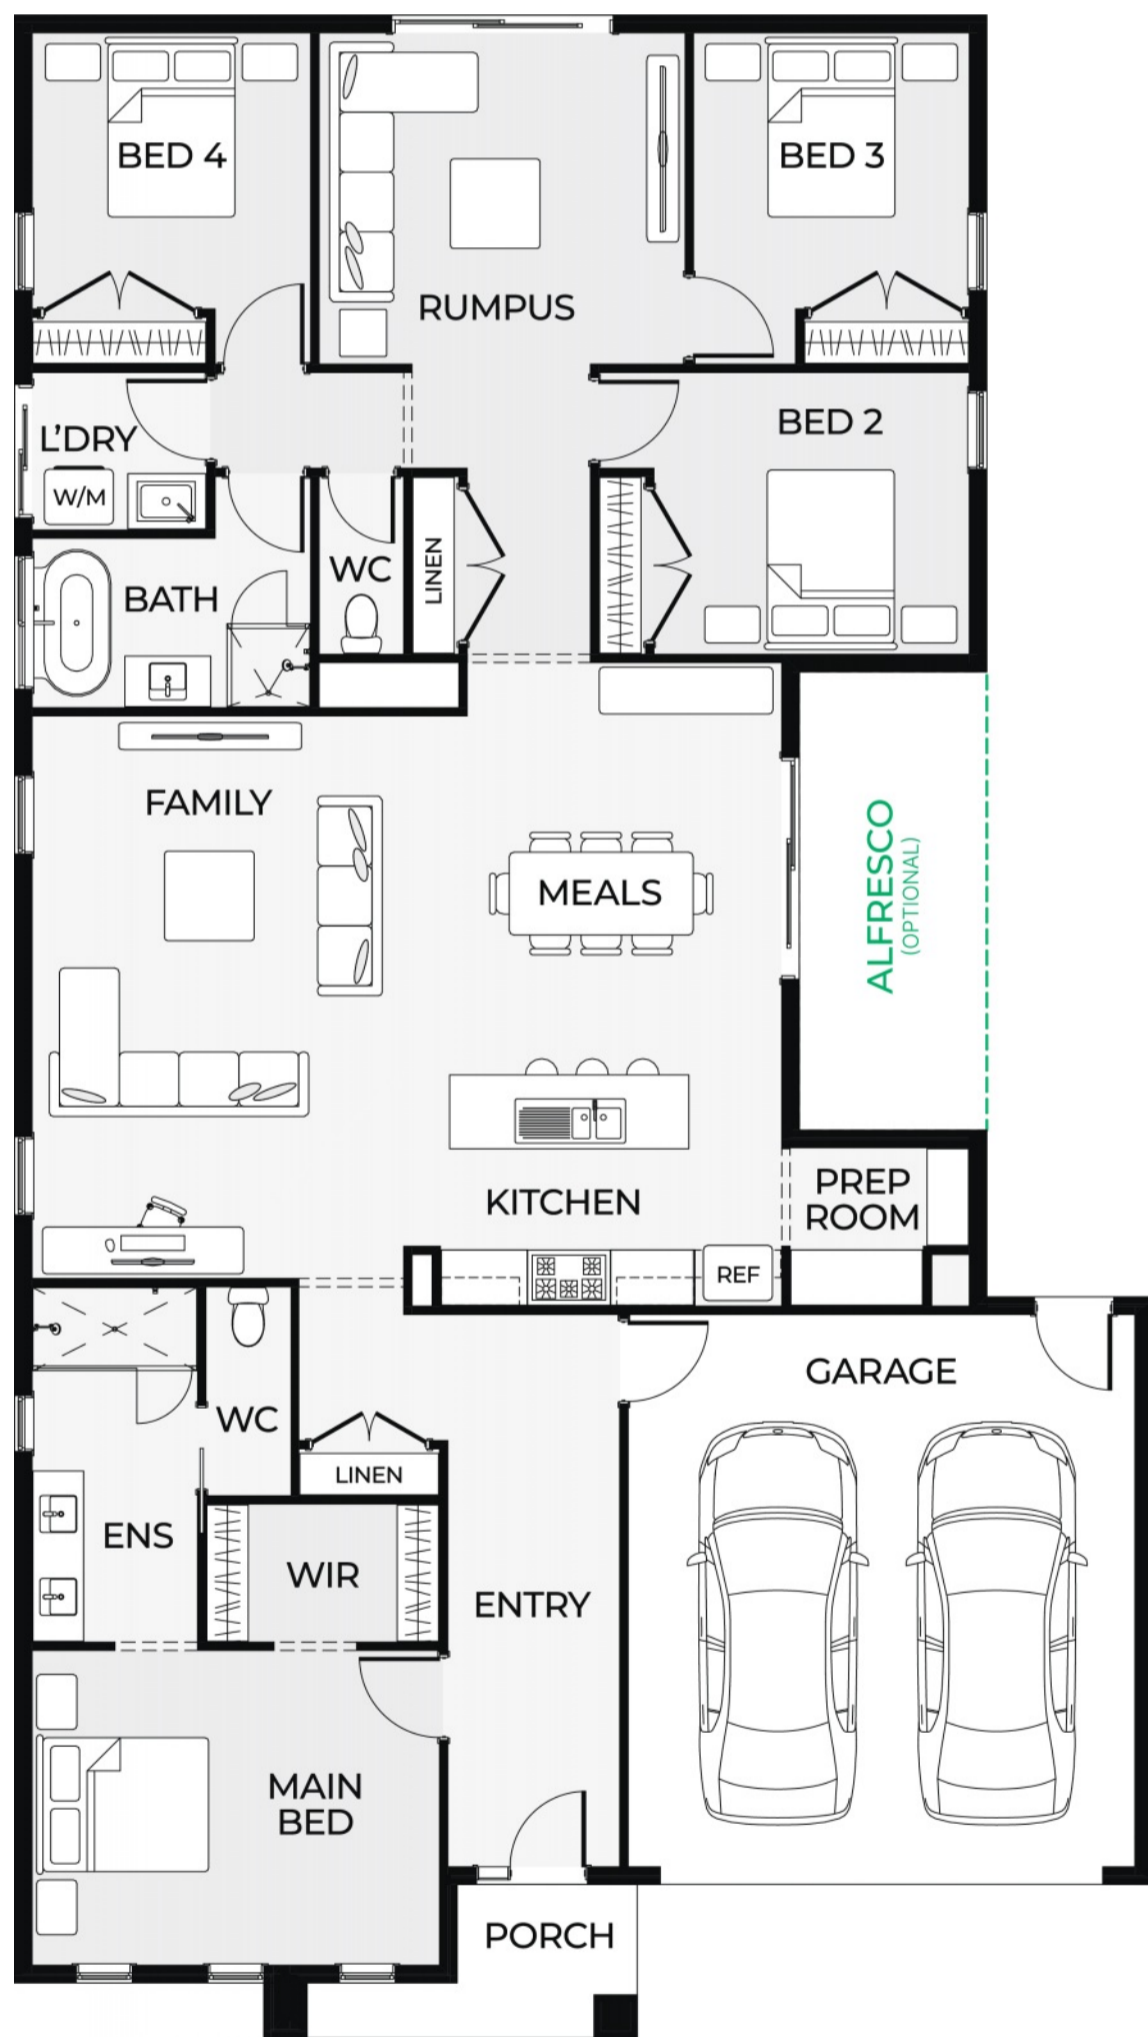 BED 4
BED 3
RUMPUS
BED 2
L'DRY
W/M
WC
LINEN
BATH
FAMILY
MEALS
ALFRESCO
(OPTIONAL)
KITCHEN
PREP
ROOM
REF
GARAGE
WC
LINEN
ENS
WIR
ENTRY
MAIN
BED
PORCH